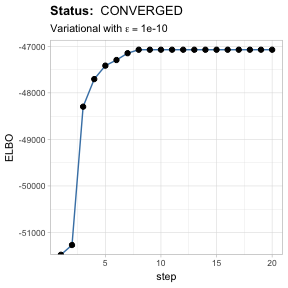 Status: CONVERGED
Variational with ε = 1e-10
-47000
-48000
-49000
-50000
-51000
ELBO
5
10
15
20
step